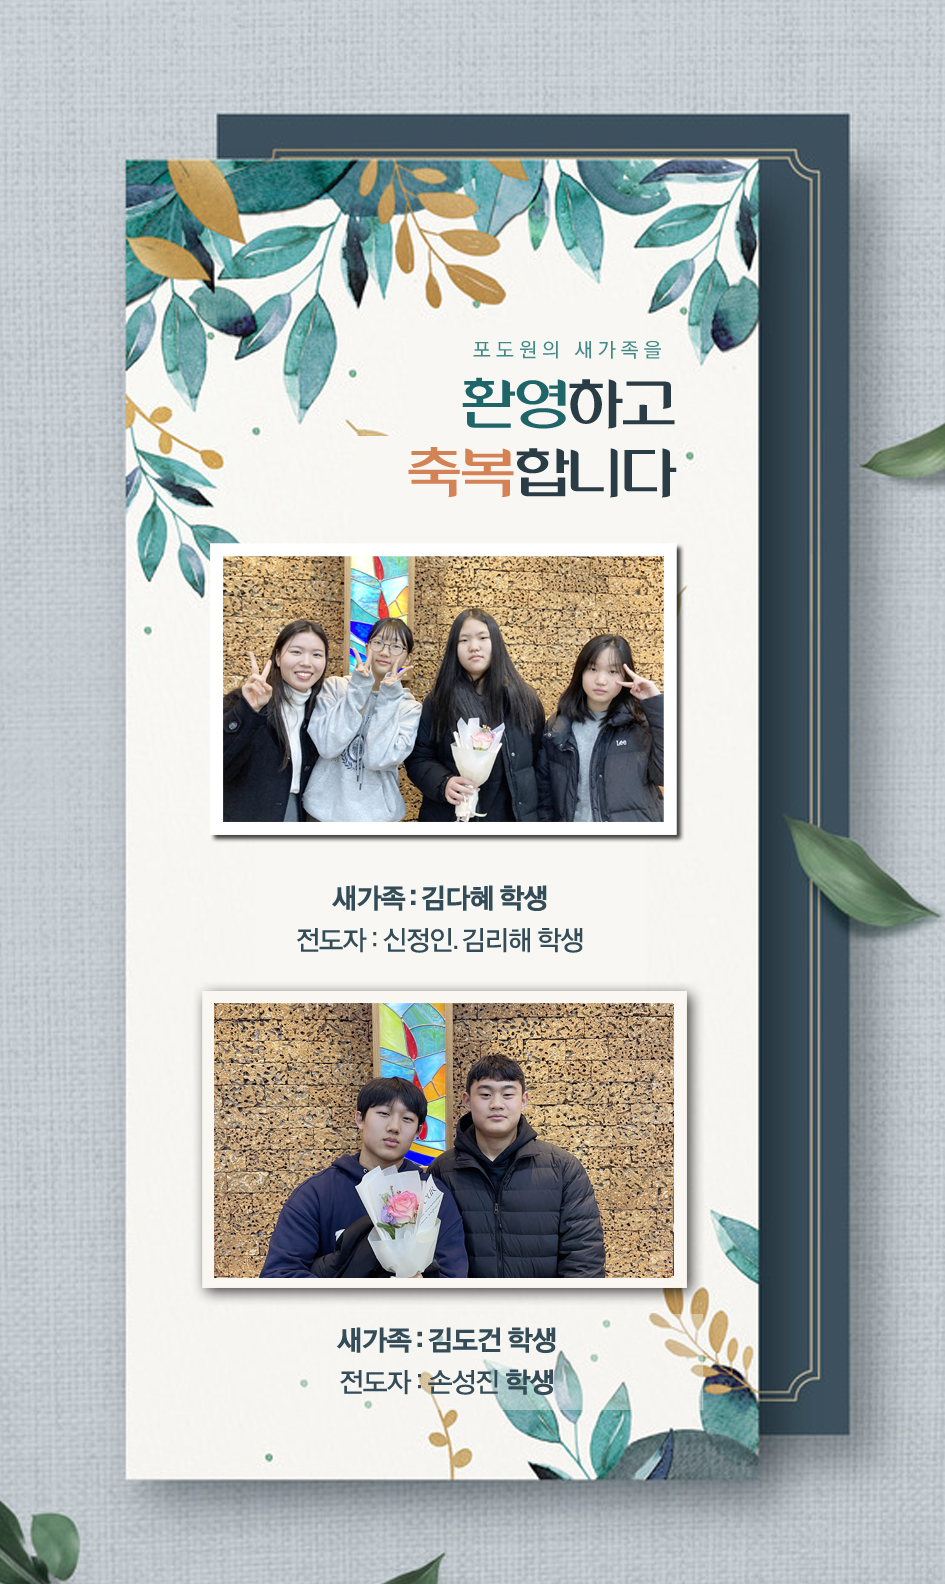 포도원의 새가족을
환영하고
축복합니다
Lee
새가족 : 김다혜 학생
전도자 : 신정인. 김리해 학생
새가족 : 김도건 학생
전도자 : 손성진 학생